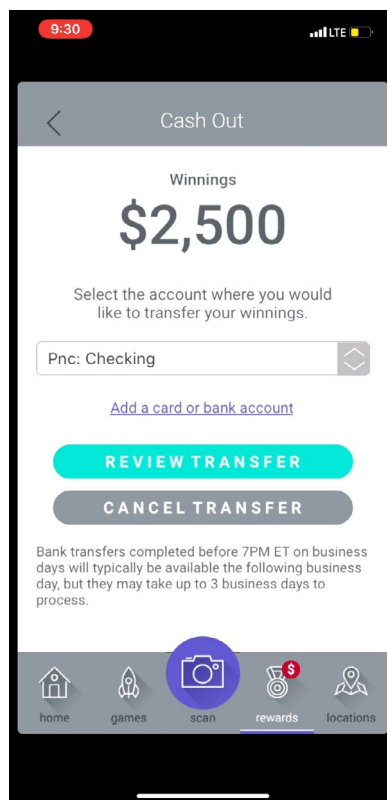 9:30
LTE
Cash Out
Winnings
$2,500
Select the account where you would
like to transfer your winnings.
Pnc: Checking
Add a card or bank account
REVIEW TRANSFER
CANCEL TRANSFER
Bank transfers completed before 7PM ET on business
days will typically be available the following business
day, but they may take up to 3 business days to
process.
$
home games scan rewards locations